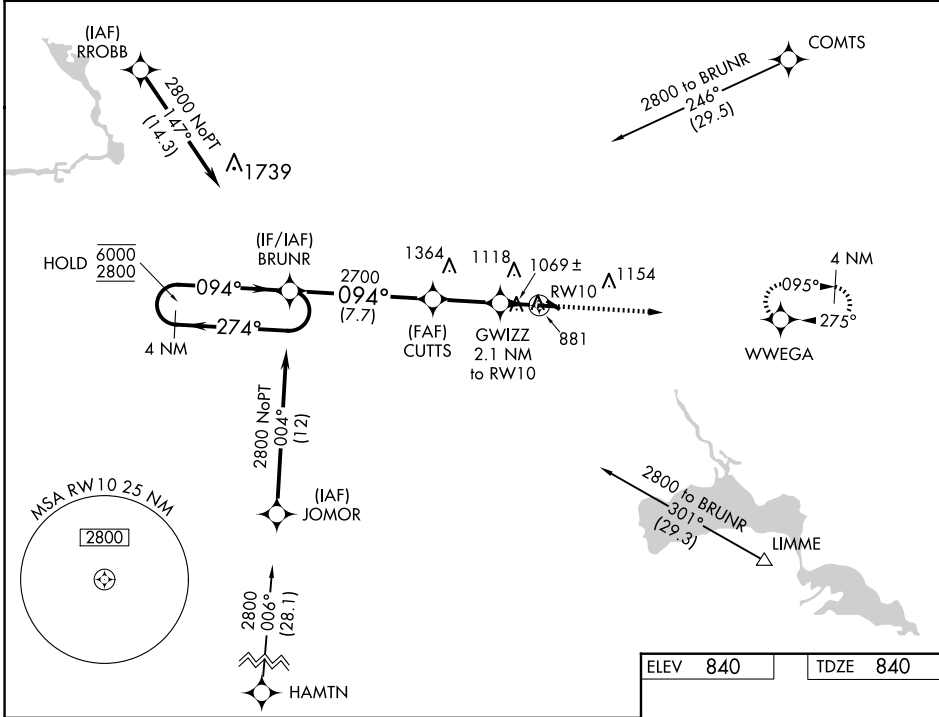 (IAF)
RROBB
2800 NoPT
147°
(14.3)
1739
COMTS
2800 to BRUNR
246°
(29.5)
HOLD
6000
2800
094°
274°
4 NM
(IF/IAF)
BRUNR
2700
094°
(7.7)
1364
(FAF)
CUTTS
1118
GWIZZ
2.1 NM
to RW10
1069 ±
RW10
1154
881
4 NM
095°
275°
WWEGA
2800 NoPT
004°
(12)
(IAF)
JOMOR
2800
006°
(28.1)
HAMTN
MSA RW10 25 NM
2800
2800 to BRUNR
301°
(29.3)
LIMME
ELEV 840
TDZE 840